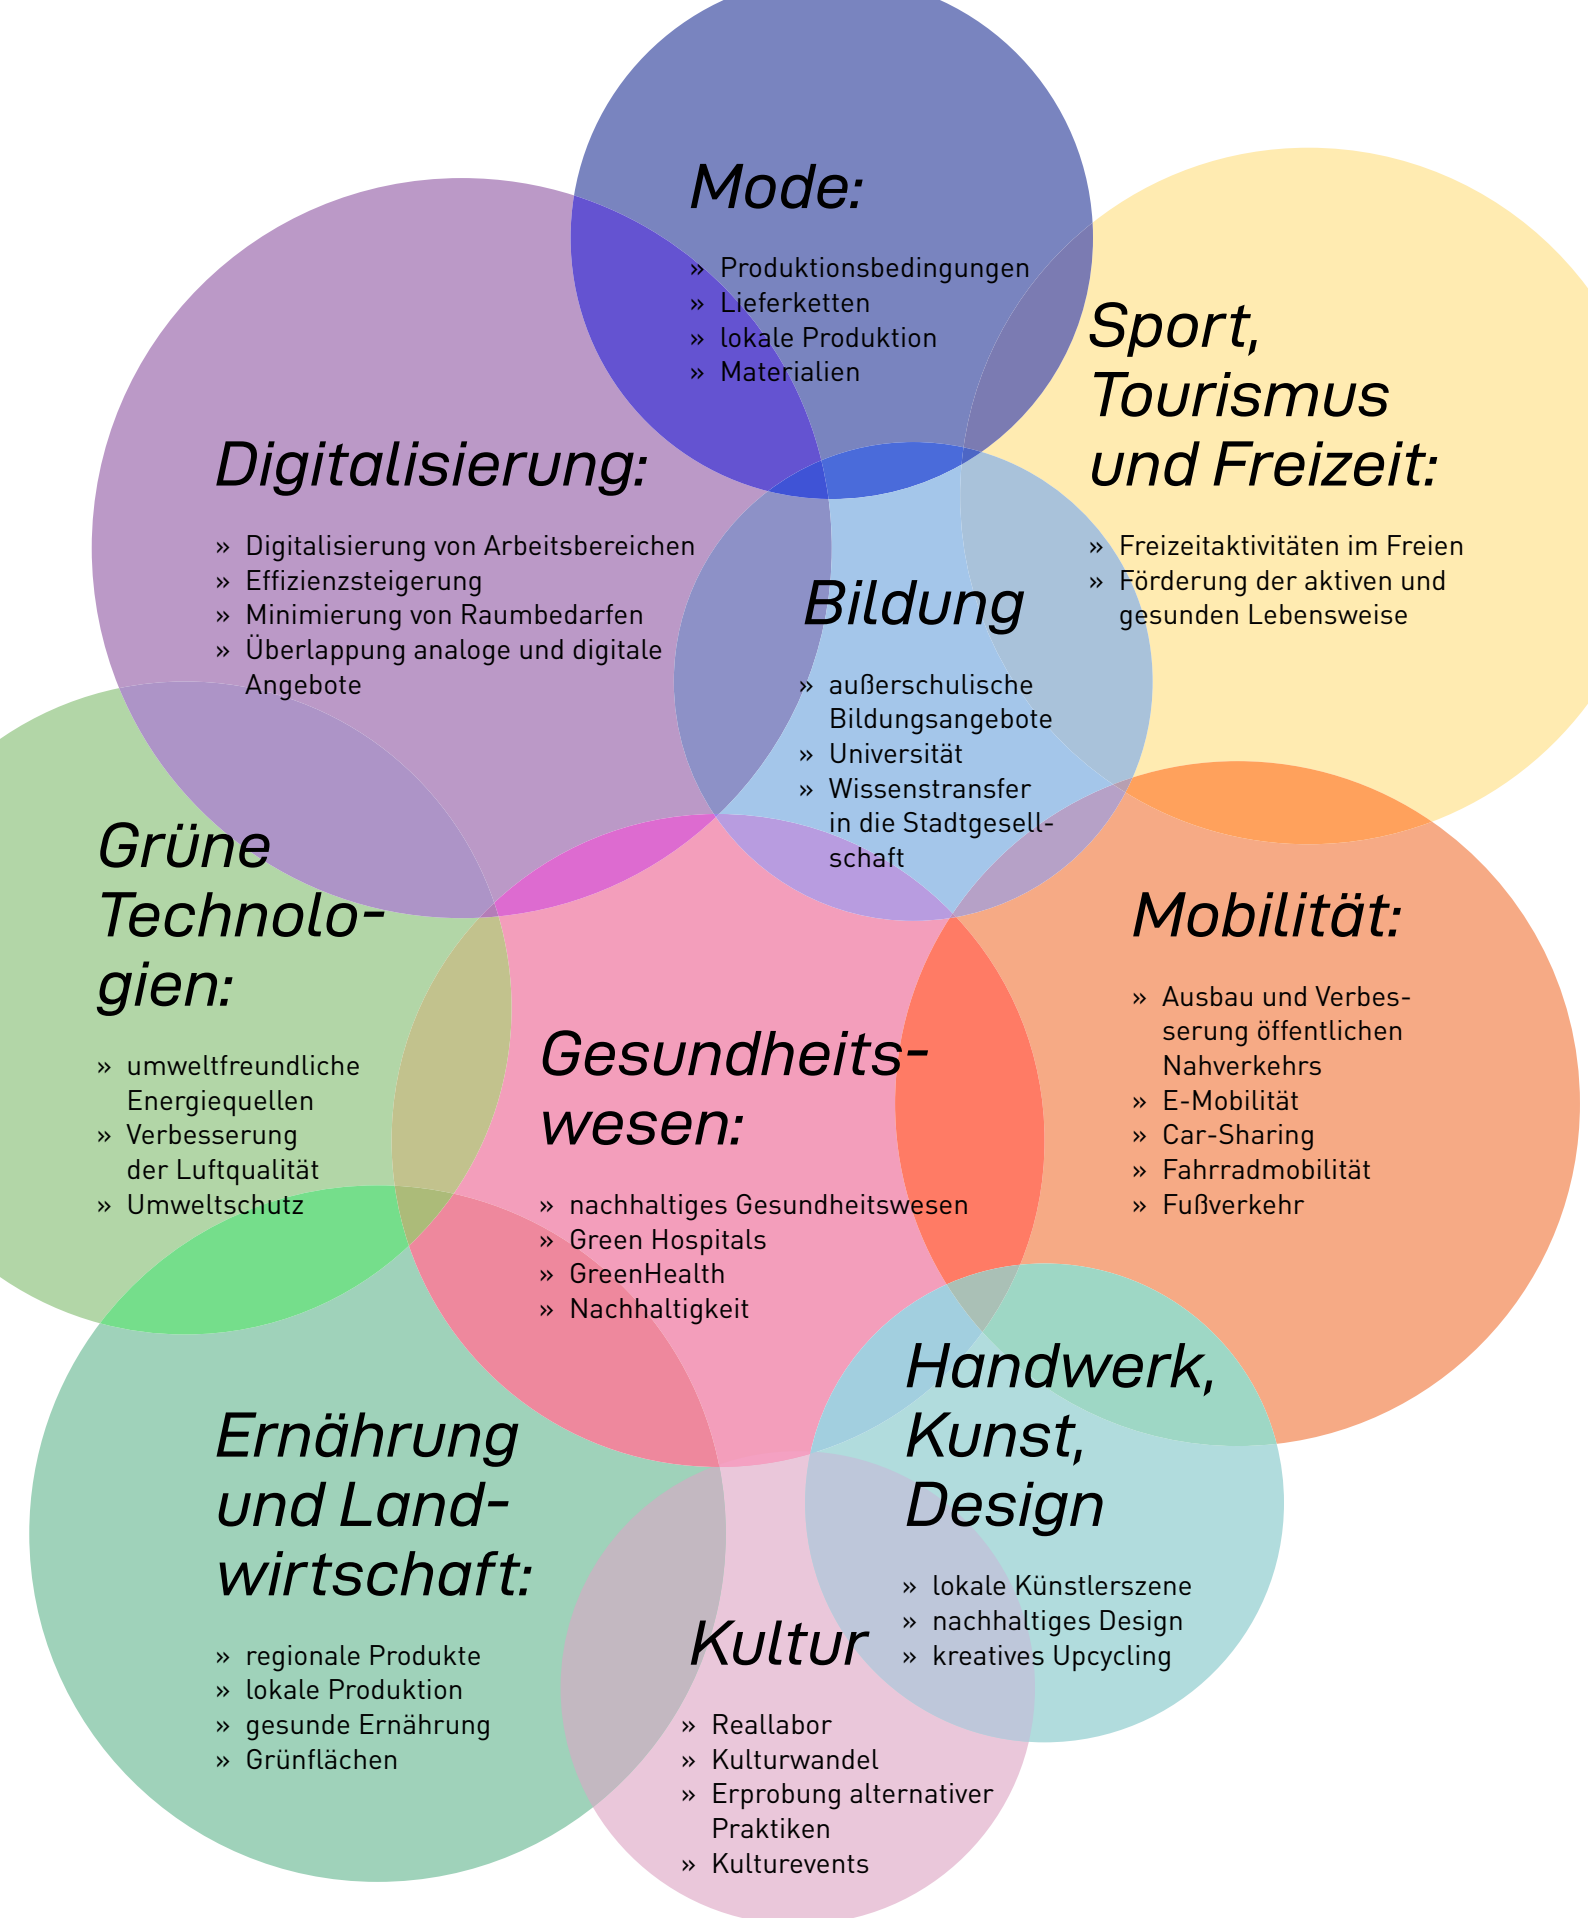 Mode:
» Produktionsbedingungen
» Lieferketten
» lokale Produktion
» Materialien
Sport,
Tourismus
und Freizeit:
» Freizeitaktivitäten im Freien
» Förderung der aktiven und
gesunden Lebensweise
Digitalisierung:
» Digitalisierung von Arbeitsbereichen
» Effizienzsteigerung
» Minimierung von Raumbedarfen
» Überlappung analoge und digitale
Angebote
Bildung
» außerschulische
Bildungsangebote
» Universität
» Wissenstransfer
in die Stadtgesell-
schaft
Grüne
Technolo-
gien:
» umweltfreundliche
Energiequellen
» Verbesserung
der Luftqualität
» Umweltschutz
Gesundheits-
wesen:
» nachhaltiges Gesundheitswesen
» Green Hospitals
» GreenHealth
» Nachhaltigkeit
Mobilität:
» Ausbau und Verbes-
serung öffentlichen
Nahverkehrs
» E-Mobilität
» Car-Sharing
» Fahrradmobilität
» Fußverkehr
Handwerk,
Kunst,
Design
» lokale Künstlerszene
» nachhaltiges Design
» kreatives Upcycling
Ernährung
und Land-
wirtschaft:
» regionale Produkte
» lokale Produktion
» gesunde Ernährung
» Grünflächen
Kultur
» Reallabor
» Kulturwandel
» Erprobung alternativer
Praktiken
» Kulturevents